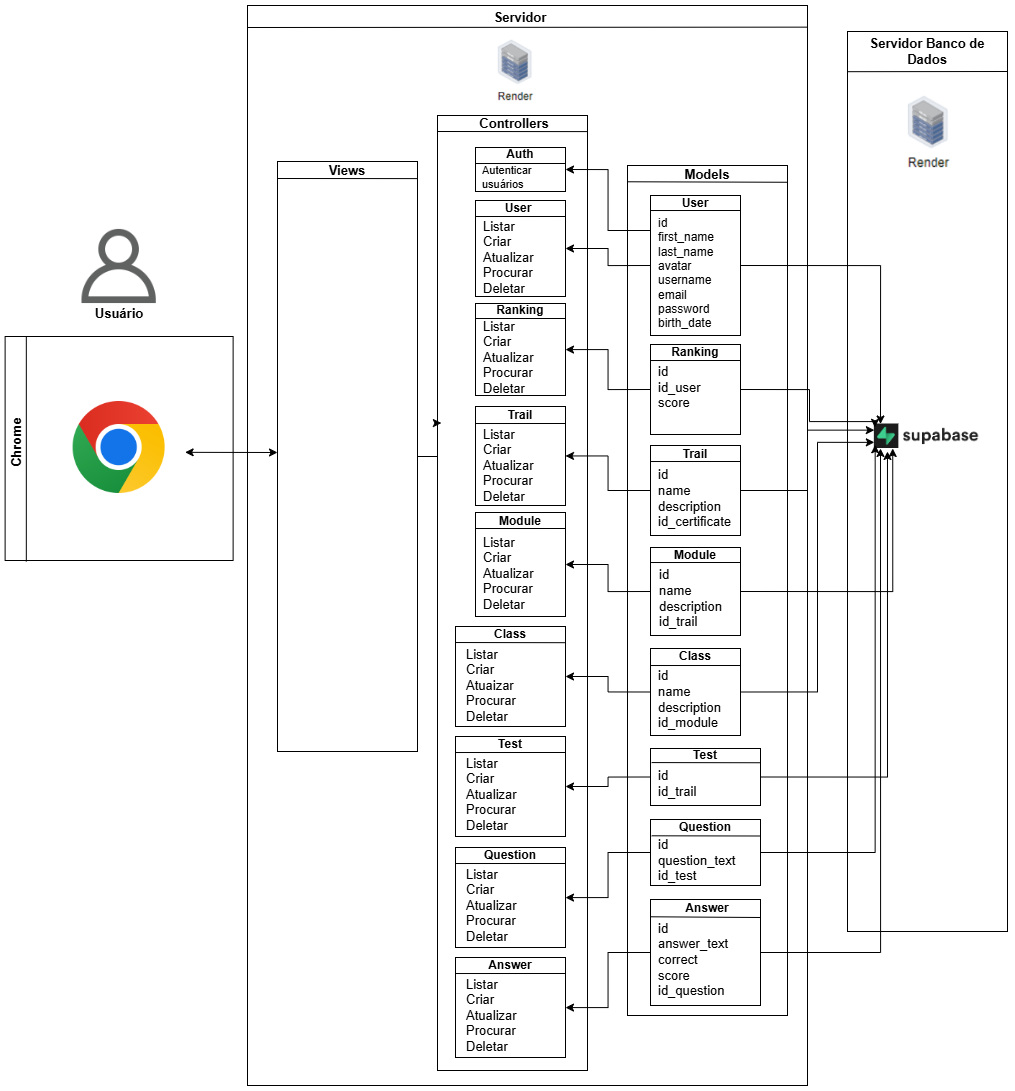 Servidor
Render
Servidor Banco de
Dados
Render
supabase
Usuário
Chrome
Views
Controllers
Auth
Autenticar
usuários
User
Listar
Criar
Atualizar
Procurar
Deletar
Ranking
Listar
Criar
Atualizar
Procurar
Deletar
Trail
Listar
Criar
Atualizar
Procurar
Deletar
Module
Listar
Criar
Atualizar
Procurar
Deletar
Class
Listar
Criar
Atuaizar
Procurar
Deletar
Test
Listar
Criar
Atualizar
Procurar
Deletar
Question
Listar
Criar
Atualizar
Procurar
Deletar
Answer
Listar
Criar
Atualizar
Procurar
Deletar
Models
User
id
first_name
last_name
avatar
username
email
password
birth_date
Ranking
id
id_user
score
Trail
id
name
description
id_certificate
Module
id
name
description
id_trail
Class
id
name
description
id_module
Test
id
id_trail
Question
id
question_text
id_test
Answer
id
answer_text
correct
score
id_question